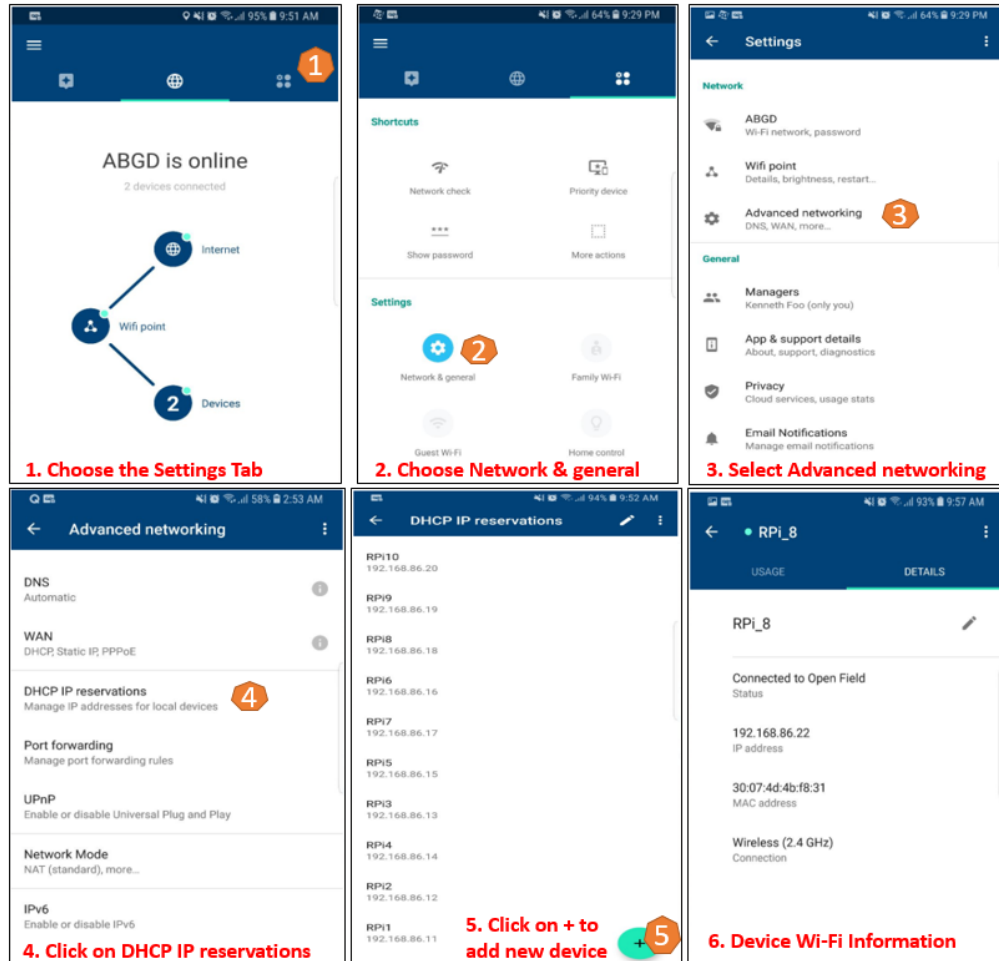 95% 9:51 AM
1
ABGD is online
2 devices connected
Internet
Wifi point
2
Devices
1. Choose the Settings Tab
64% 9:29 PM
Shortcuts
Network check
Priority device
***
Show password
More actions
Settings
2
Network & general
Family Wi-Fi
Guest Wi-Fi
Home control
2. Choose Network & general
64% 9:29 PM
Settings
Network
ABGD
Wi-Fi network, password
Wifi point
Details, brightness, restart...
Advanced networking
DNS, WAN, more...
3
General
Managers
Kenneth Foo (only you)
App & support details
About, support, diagnostics
Privacy
Cloud services, usage stats
Email Notifications
Manage email notifications
3. Select Advanced networking
58% 2:53 AM
Advanced networking
DNS
Automatic
WAN
DHCP, Static IP, PPPoE
DHCP IP reservations
Manage IP addresses for local devices
4
Port forwarding
Manage port forwarding rules
UPnP
Enable or disable Universal Plug and Play
Network Mode
NAT (standard), more...
IPv6
Enable or disable IPv6
4. Click on DHCP IP reservations
94% 9:52 AM
DHCP IP reservations
RPi10
192.168.86.20
RPi9
192.168.86.19
RPi8
192.168.86.18
RPi6
192.168.86.16
RPi7
192.168.86.17
RPi5
192.168.86.15
RPi3
192.168.86.13
RPi4
192.168.86.14
RPi2
192.168.86.12
RPi1
192.168.86.11
5. Click on + to
add new device
+
5
93% 9:57 AM
RPi_8
USAGE
DETAILS
RPi_8
Connected to Open Field
Status
192.168.86.22
IP address
30:07:4d:4b:f8:31
MAC address
Wireless (2.4 GHz)
Connection
6. Device Wi-Fi Information